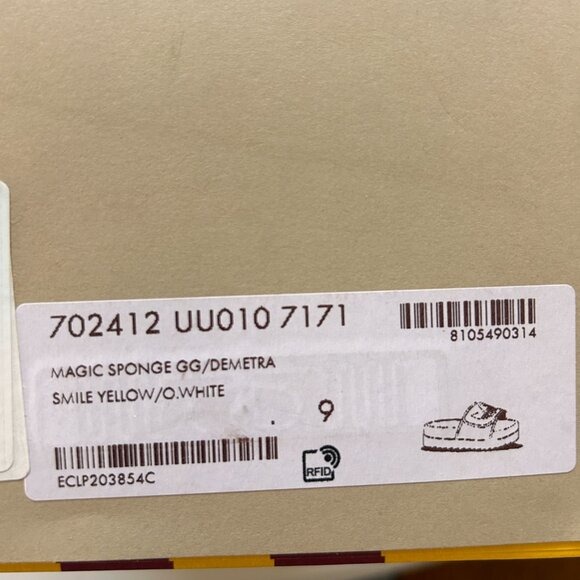 702412 UU010 7171
8105490314
MAGIC SPONGE GG/DEMETRA
SMILE YELLOW/O.WHITE
. 9
ECLP203854C
RFID